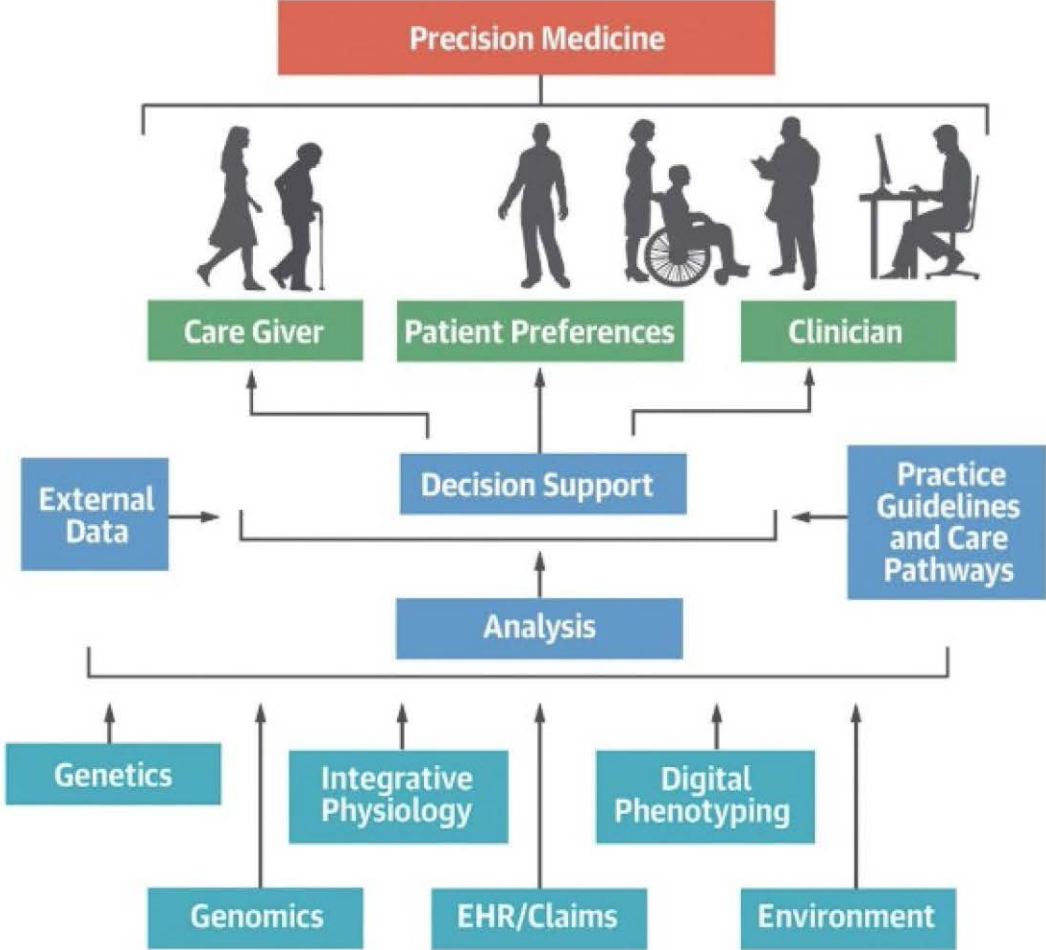 Precision Medicine
Care Giver
Patient Preferences
Clinician
External
Data
Decision Support
Practice
Guidelines
and Care
Pathways
Analysis
Genetics
Integrative
Physiology
Digital
Phenotyping
Genomics
EHR/Claims
Environment